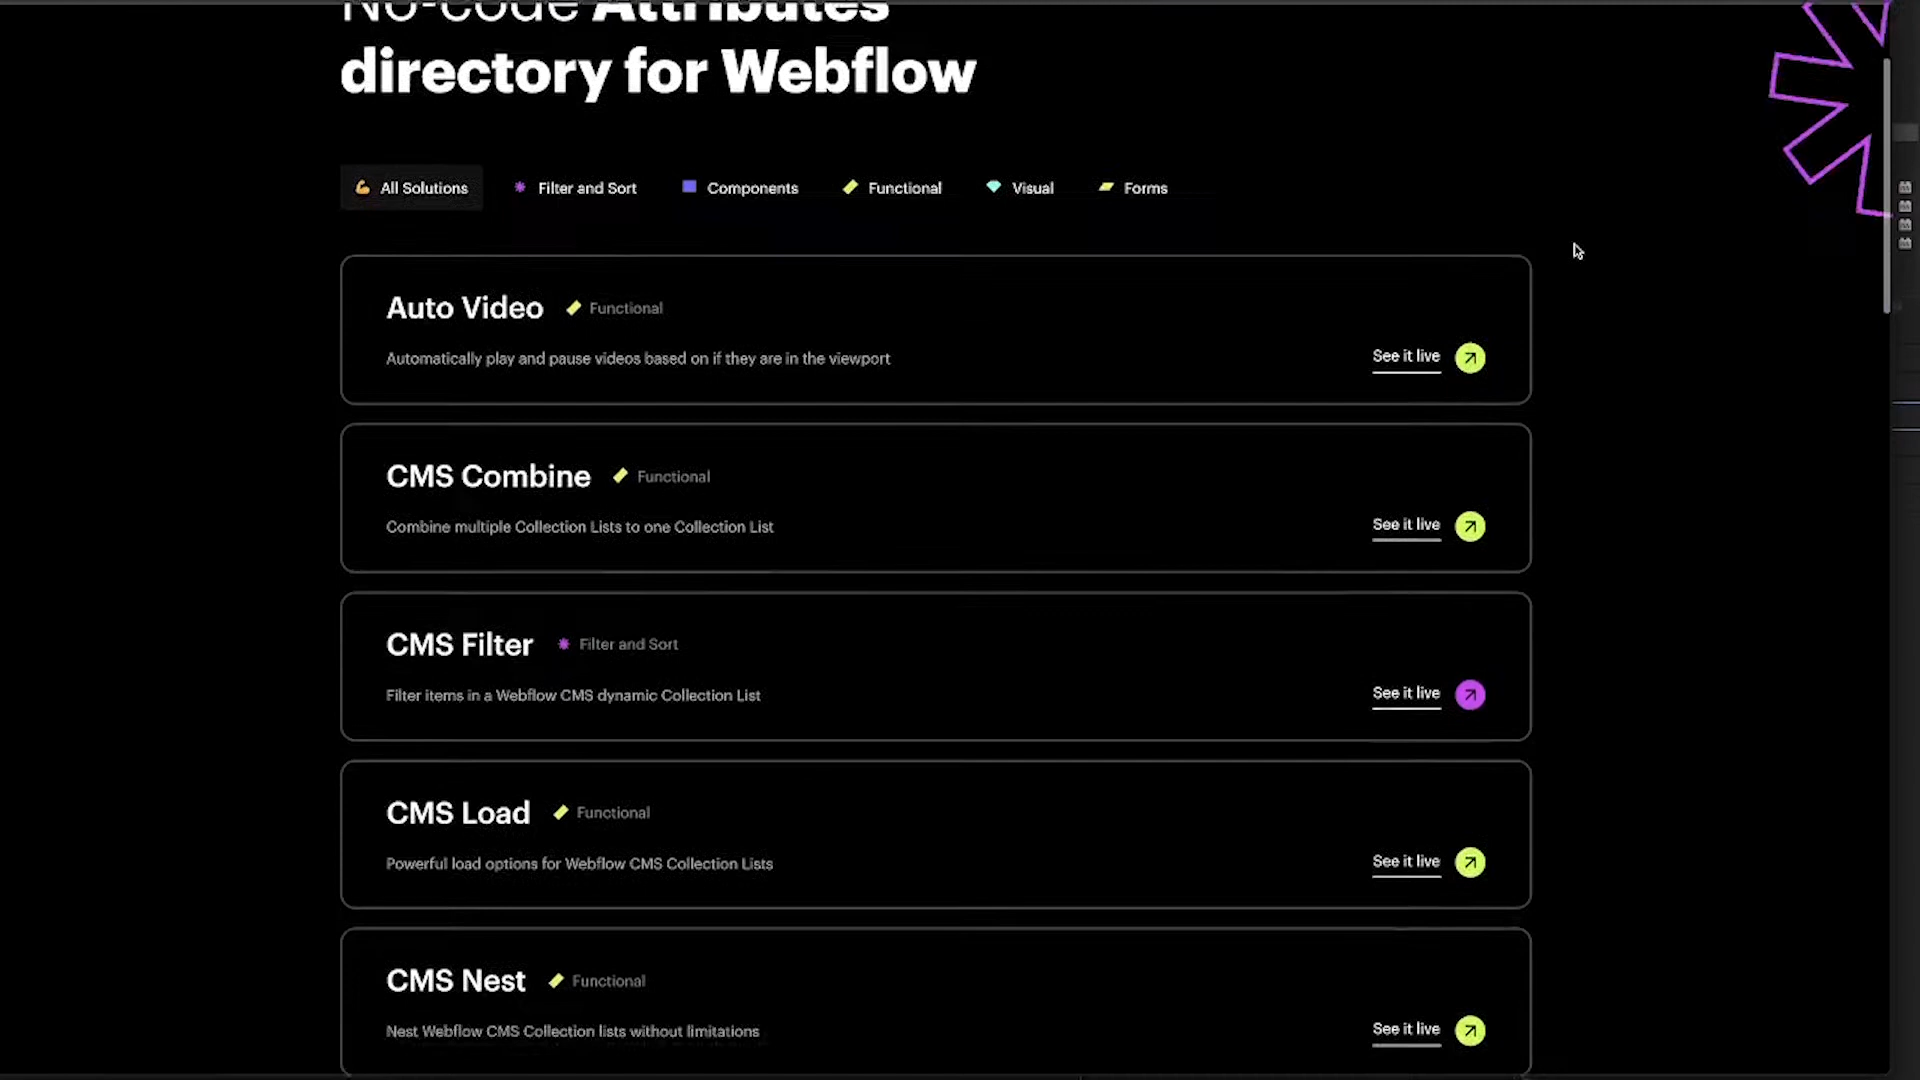 No-code Attributes
directory for Webflow
All Solutions
Filter and Sort
Components
Functional
Visual
Forms
Auto Video
Functional
Automatically play and pause videos based on if they are in the viewport
See it live
CMS Combine
Functional
Combine multiple Collection Lists to one Collection List
See it live
CMS Filter
Filter and Sort
Filter items in a Webflow CMS dynamic Collection List
See it live
CMS Load
Functional
Powerful load options for Webflow CMS Collection Lists
See it live
CMS Nest
Functional
Nest Webflow CMS Collection lists without limitations
See it live